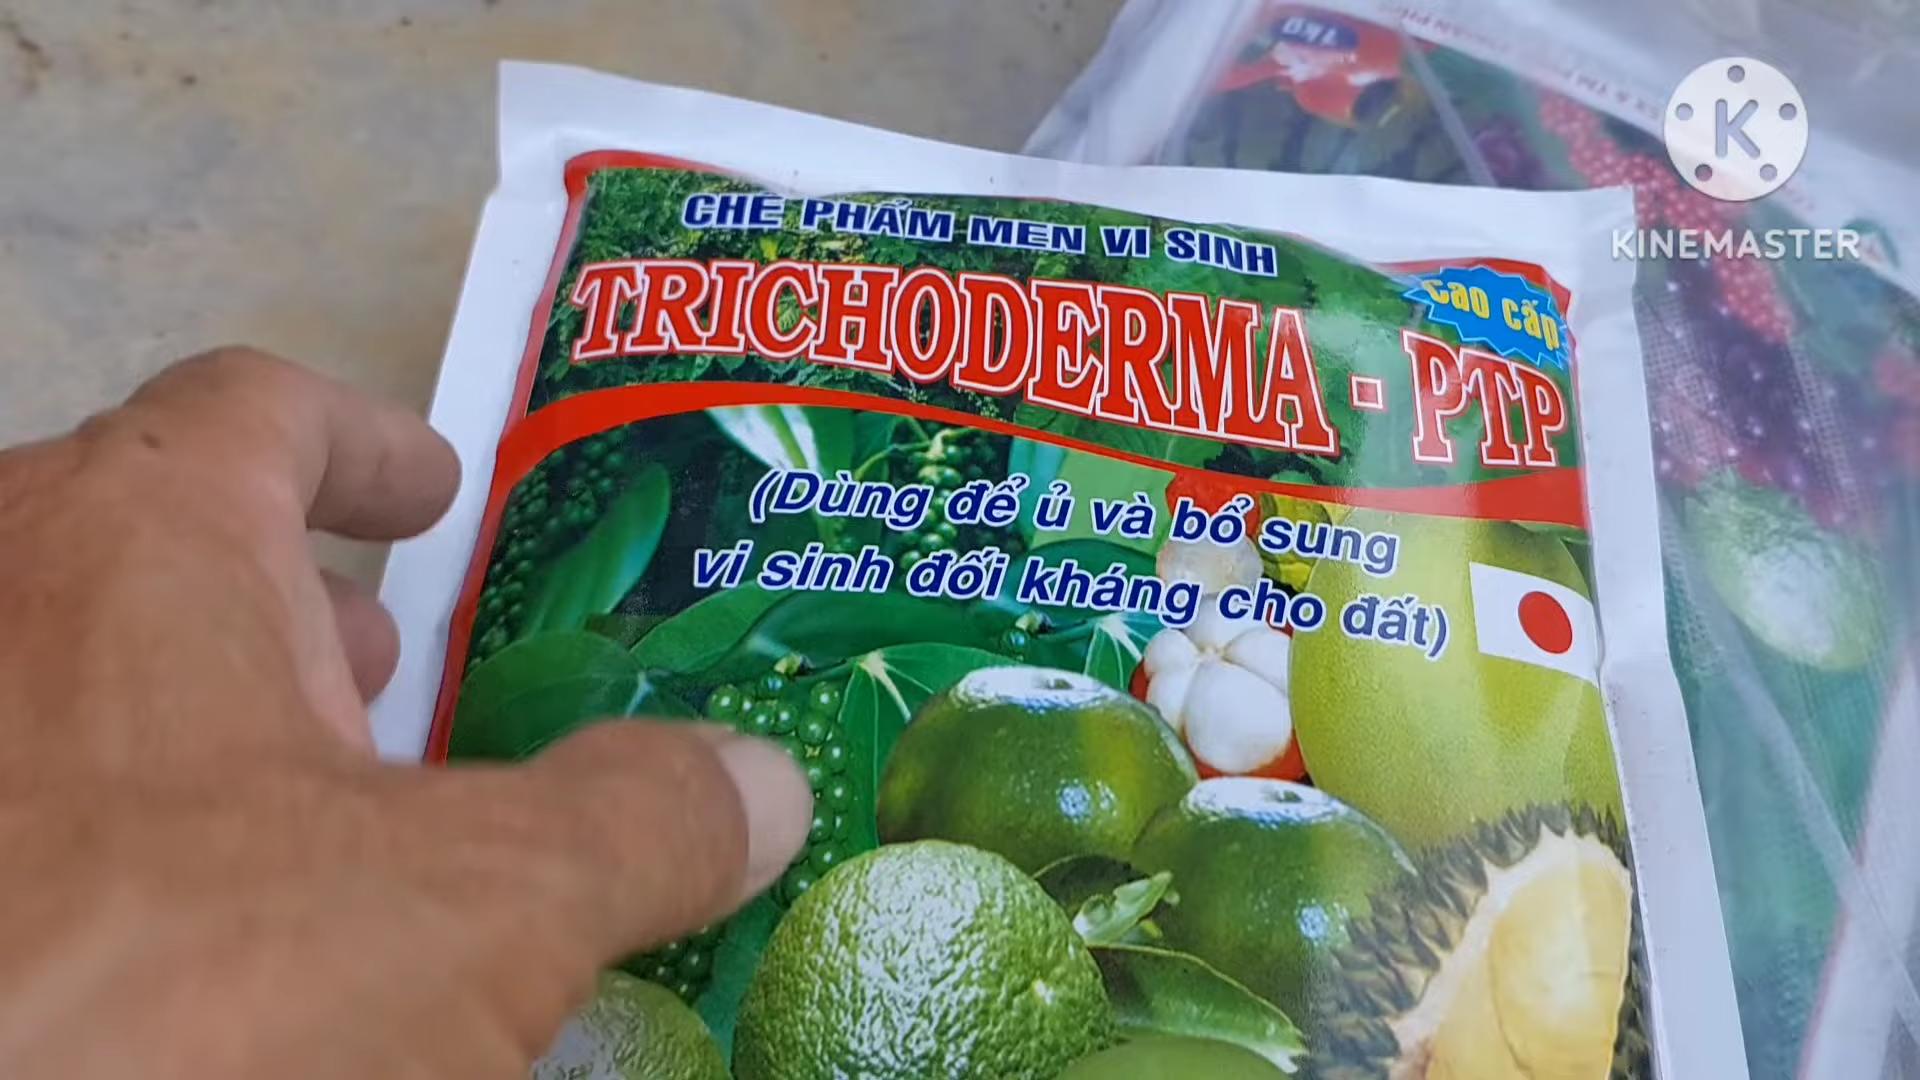 CHẾ PHẨM MEN VI SINH
TRICHODERMA - PTP
cao cấp
(Dùng để ủ và bổ sung
vi sinh đối kháng cho đất)
1kg
K
KINEMASTER